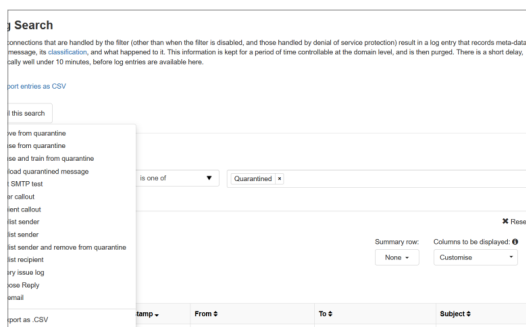 g Search
connections that are handled by the filter (other than when the filter is disabled, and those handled by denial of service protection) result in a log entry that records meta-data
message, its classification, and what happened to it. This information is kept for a period of time controllable at the domain level, and is then purged. There is a short delay,
cally well under 10 minutes, before log entries are available here.
port entries as CSV
l this search
ove from quarantine
ase from quarantine
ase and train from quarantine
load quarantined message
t SMTP test
er callout
ient callout
list sender
list sender
list sender and remove from quarantine
list recipient
ery issue log
pose Reply
email
xport as .CSV
is one of
Quarantined ×
✖ Rese
Summary row:
Columns to be displayed:
None
Customise
tamp
From
To
Subject